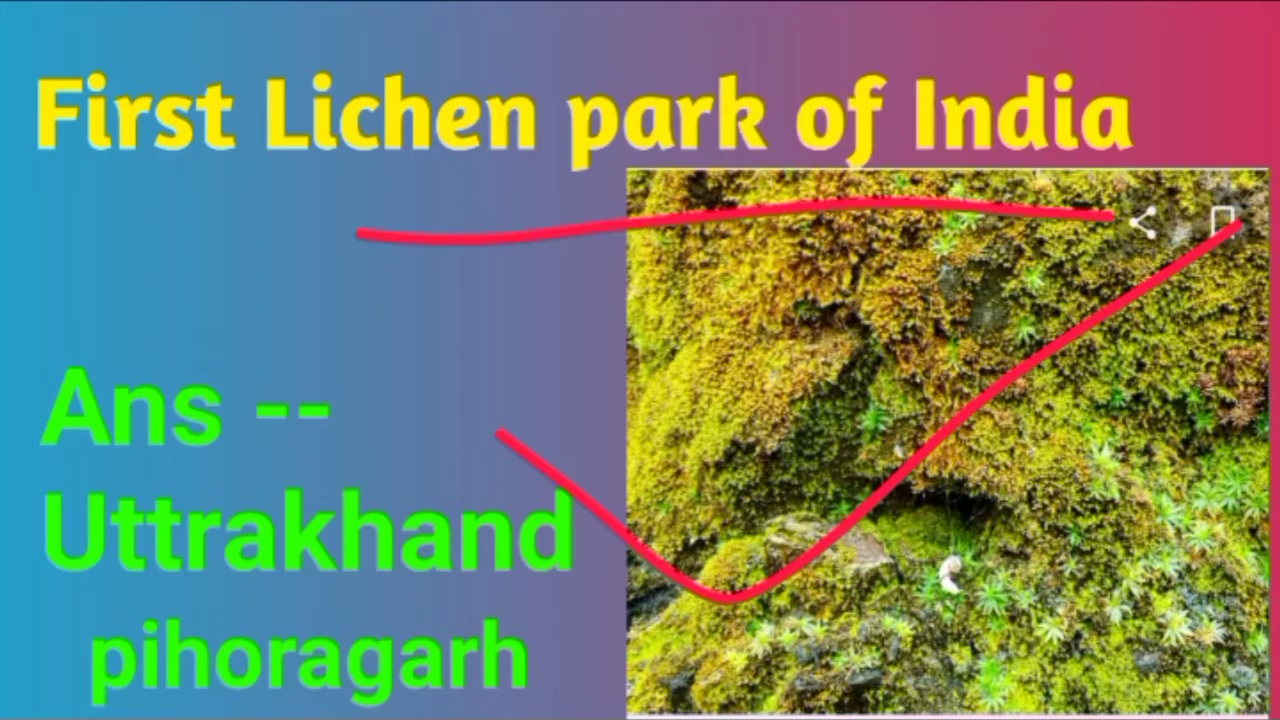 First Lichen park of India
Ans --
Uttrakhand
pihoragarh